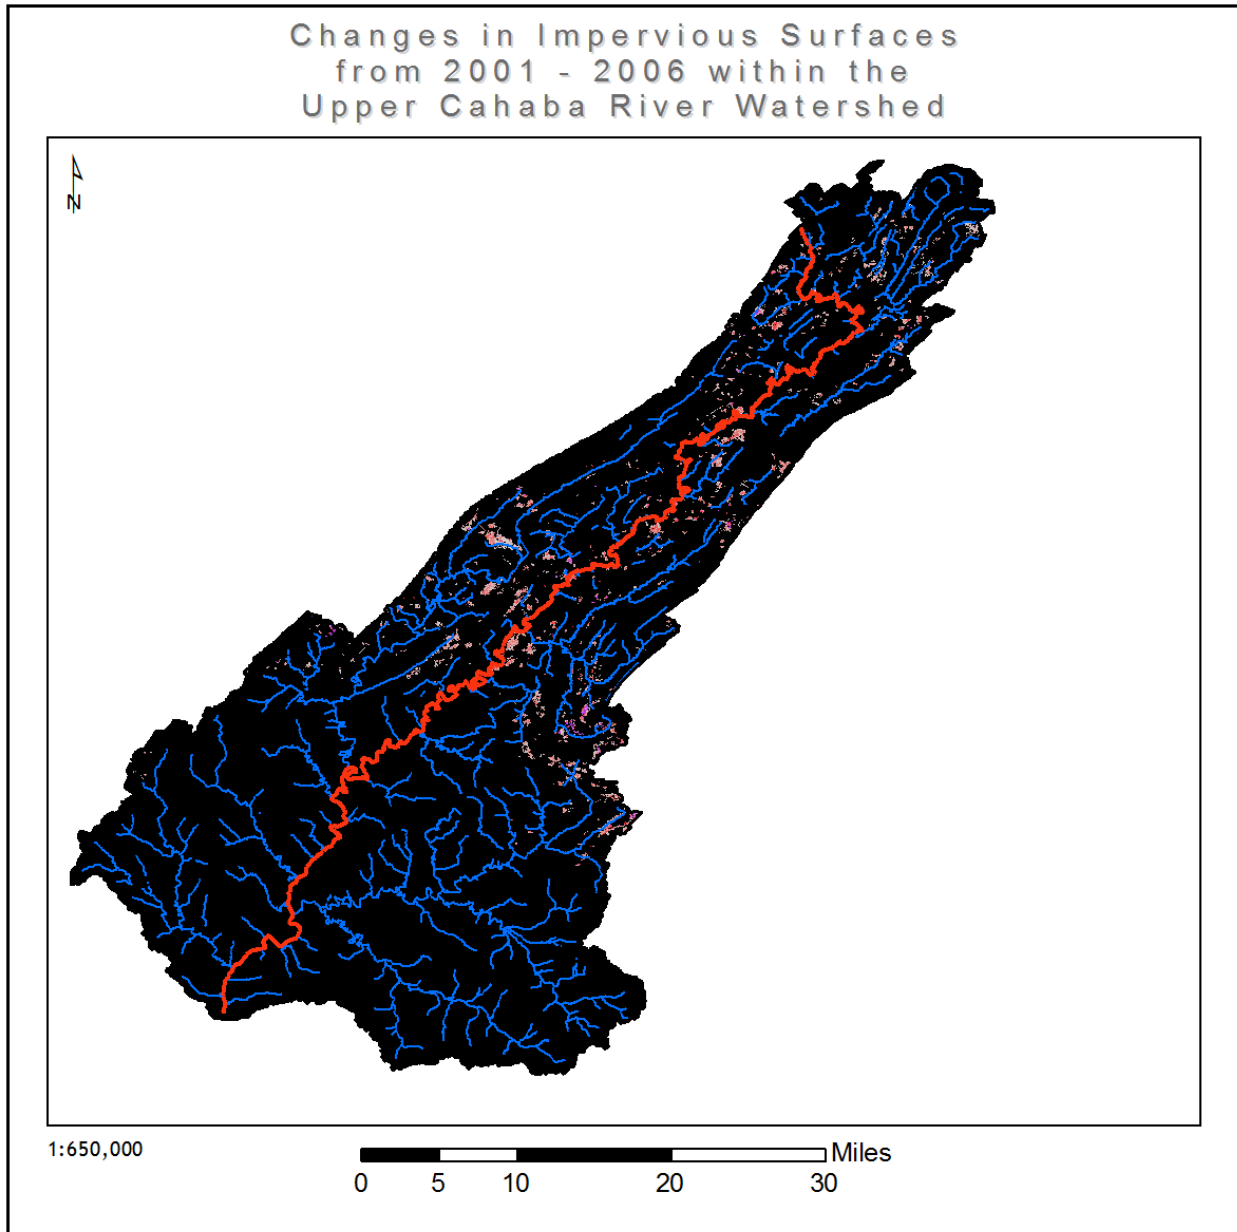 Changes in Impervious Surfaces
from 2001 - 2006 within the
Upper Cahaba River Watershed
N
1:650,000
Miles
0 5 10 20 30